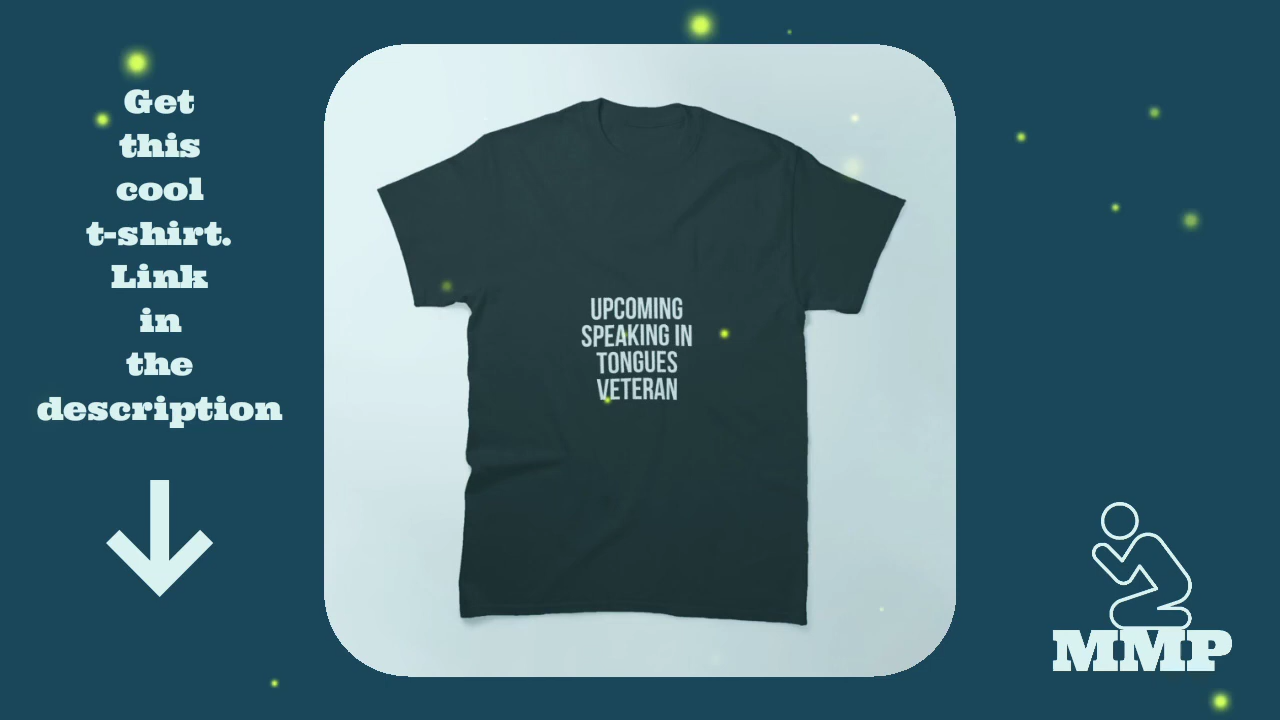 Get
this
cool
t-shirt.
Link
in
the
description
UPCOMING
SPEAKING IN
TONGUES
VETERAN
MMP